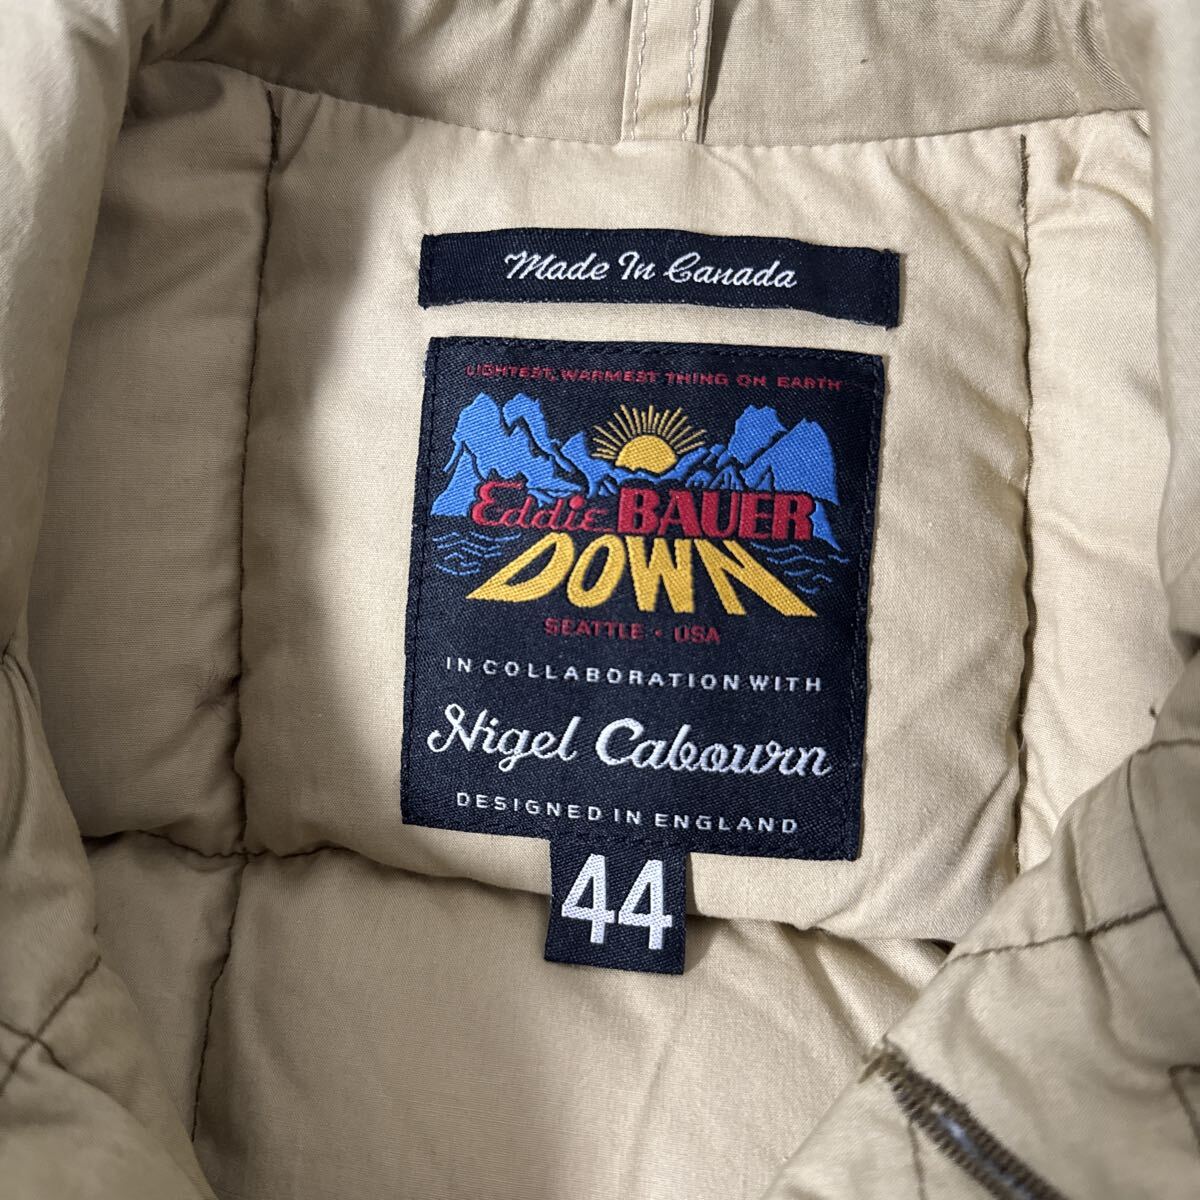 Made In Canada
LIGHTEST, WARMEST THING ON EARTH
Eddie BAUER
DOWN
SEATTLE • USA
IN COLLABORATION WITH
Nigel Cabourn
DESIGNED IN ENGLAND
44